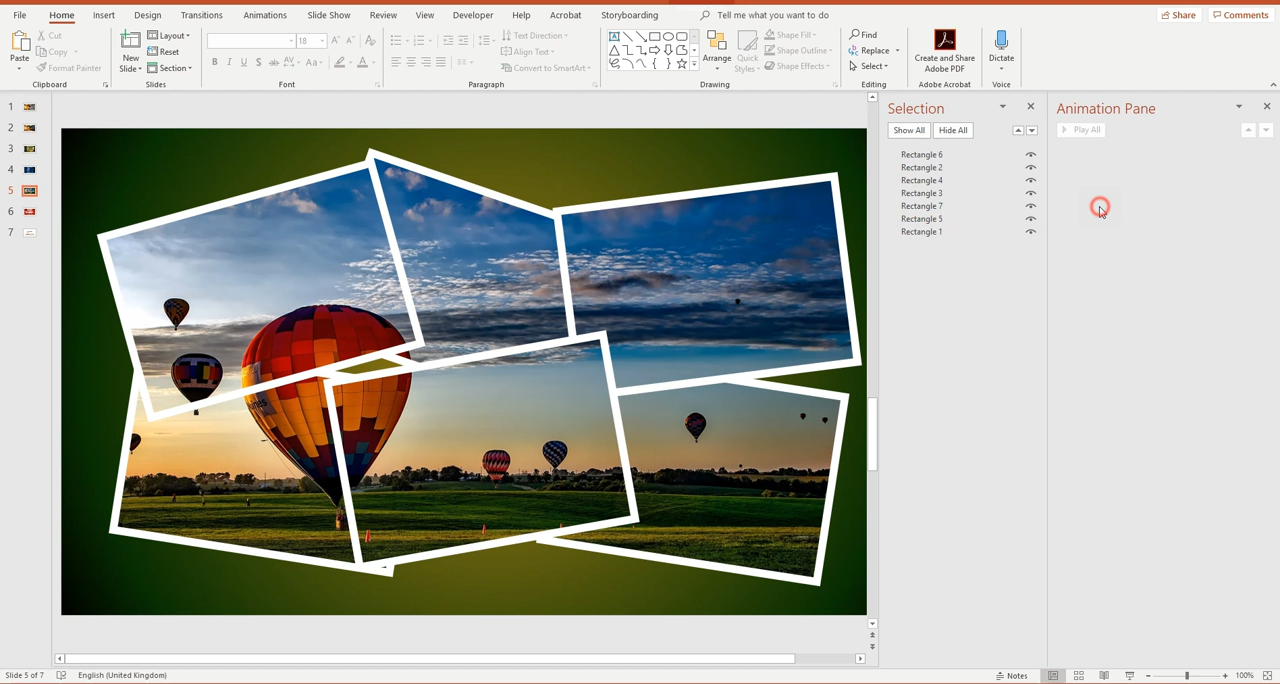 File Home Insert Design Transitions Animations Slide Show Review View Developer Help Acrobat Storyboarding Tell me what you want to do Share Comments
Paste Cut Copy Format Painter Clipboard
New Slide Layout Reset Section Slides
18 Font
Text Direction Align Text Convert to SmartArt Paragraph
Arrange Quick Styles Shape Fill Shape Outline Shape Effects Drawing
Find Replace Select Editing
Create and Share Adobe PDF Adobe Acrobat
Dictate Voice
1
2
3
4
5
6
7
Selection
Show All Hide All
Rectangle 6
Rectangle 2
Rectangle 4
Rectangle 3
Rectangle 7
Rectangle 5
Rectangle 1
Animation Pane
Play All
Slide 5 of 7 English (United Kingdom) Notes 100%